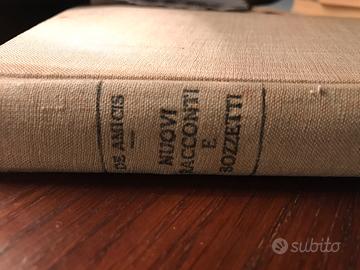 DE AMICIS
NUOVI
RACCONTI
E
BOZZETTI
subito